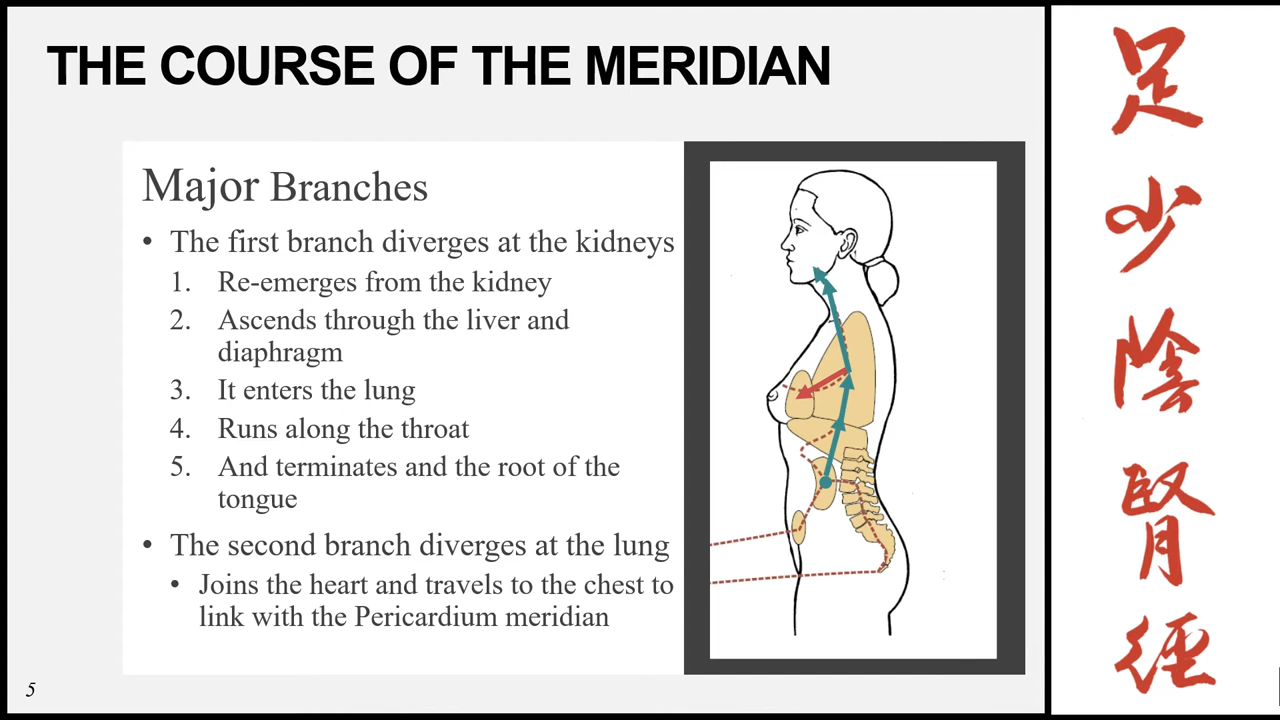 THE COURSE OF THE MERIDIAN
Major Branches
• The first branch diverges at the kidneys
1. Re-emerges from the kidney
2. Ascends through the liver and
diaphragm
3. It enters the lung
4. Runs along the throat
5. And terminates and the root of the
tongue
• The second branch diverges at the lung
• Joins the heart and travels to the chest to
link with the Pericardium meridian
5
足少陰腎經